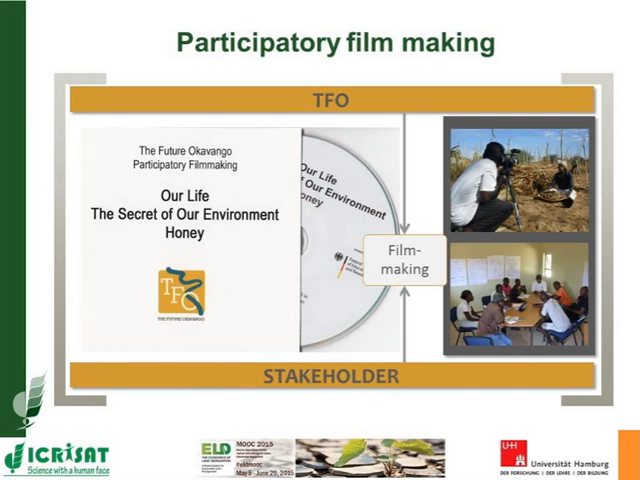 Participatory film making
TFO
The Future Okavango
Participatory Filmmaking
Our Life
The Secret of Our Environment
Honey
TFO
THE FUTURE OKAVANGO
Our Life
of Our Environment
oney
Film-
making
STAKEHOLDER
ICRISAT
Science with a human face
ELD
MOOC 2015
Feldmooc
May 5 - June 29, 2015
UHH
Universität Hamburg
DER FORSCHUNG | DER LEHRE | DER BILDUNG